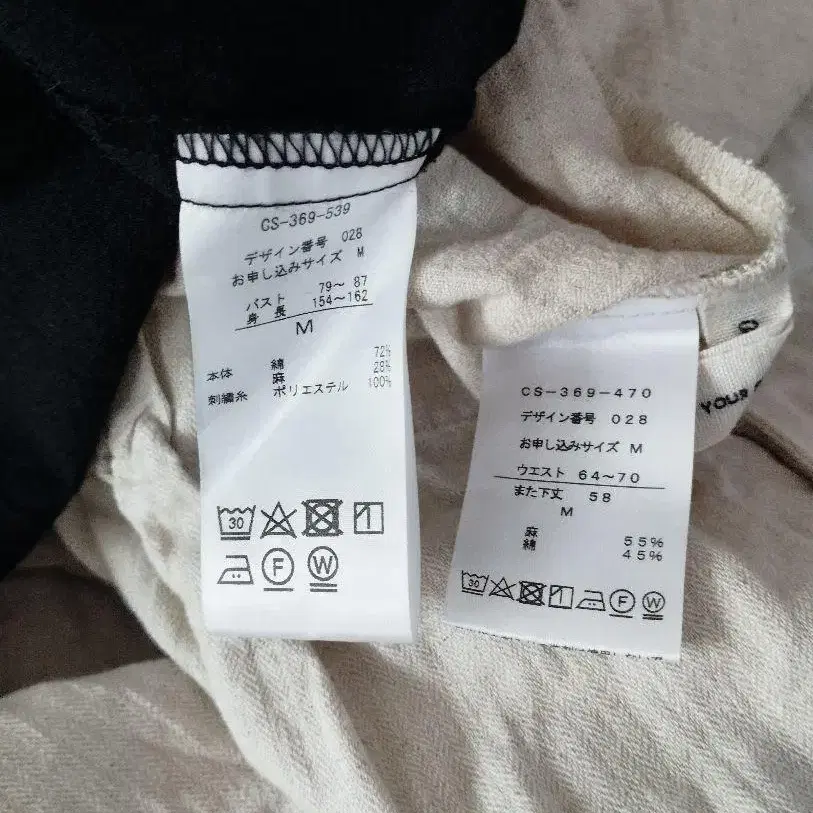 CS-369-539
デザイン番号 028
お申し込みサイズ M
バスト 79～ 87
身 長 154～162
M
72%
本体 綿 28%
麻 100%
刺繍糸 ポリエステル
30
F
W
CS-369-470
デザイン番号 028
お申し込みサイズ M
ウエスト 64～70
また下丈 58
M
麻 55%
綿 45%
30
F
W
YOUR